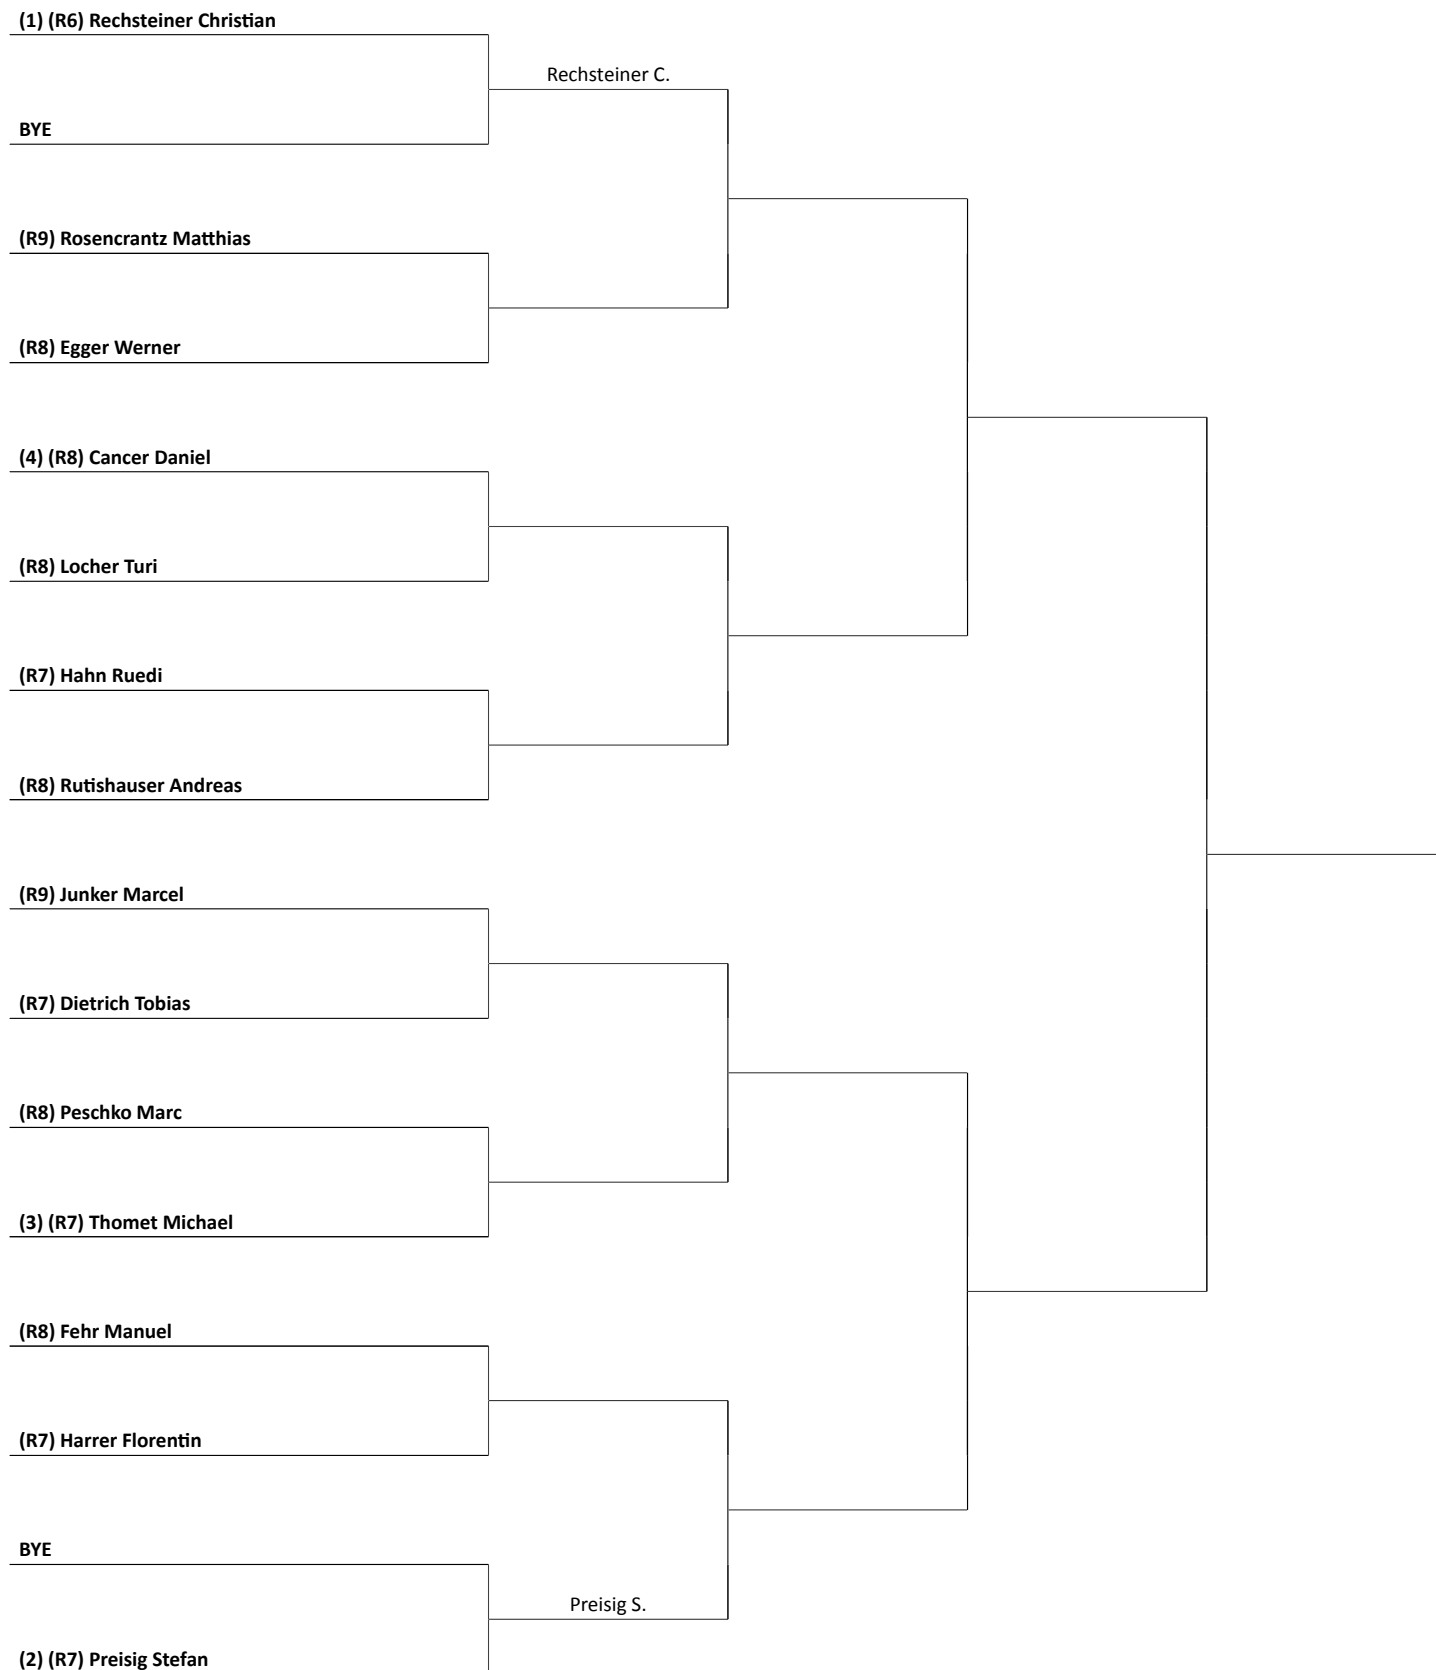 (1) (R6) Rechsteiner Christian
Rechsteiner C.
BYE
(R9) Rosencrantz Matthias
(R8) Egger Werner
(4) (R8) Cancer Daniel
(R8) Locher Turi
(R7) Hahn Ruedi
(R8) Rutishauser Andreas
(R9) Junker Marcel
(R7) Dietrich Tobias
(R8) Peschko Marc
(3) (R7) Thomet Michael
(R8) Fehr Manuel
(R7) Harrer Florentin
BYE
Preisig S.
(2) (R7) Preisig Stefan